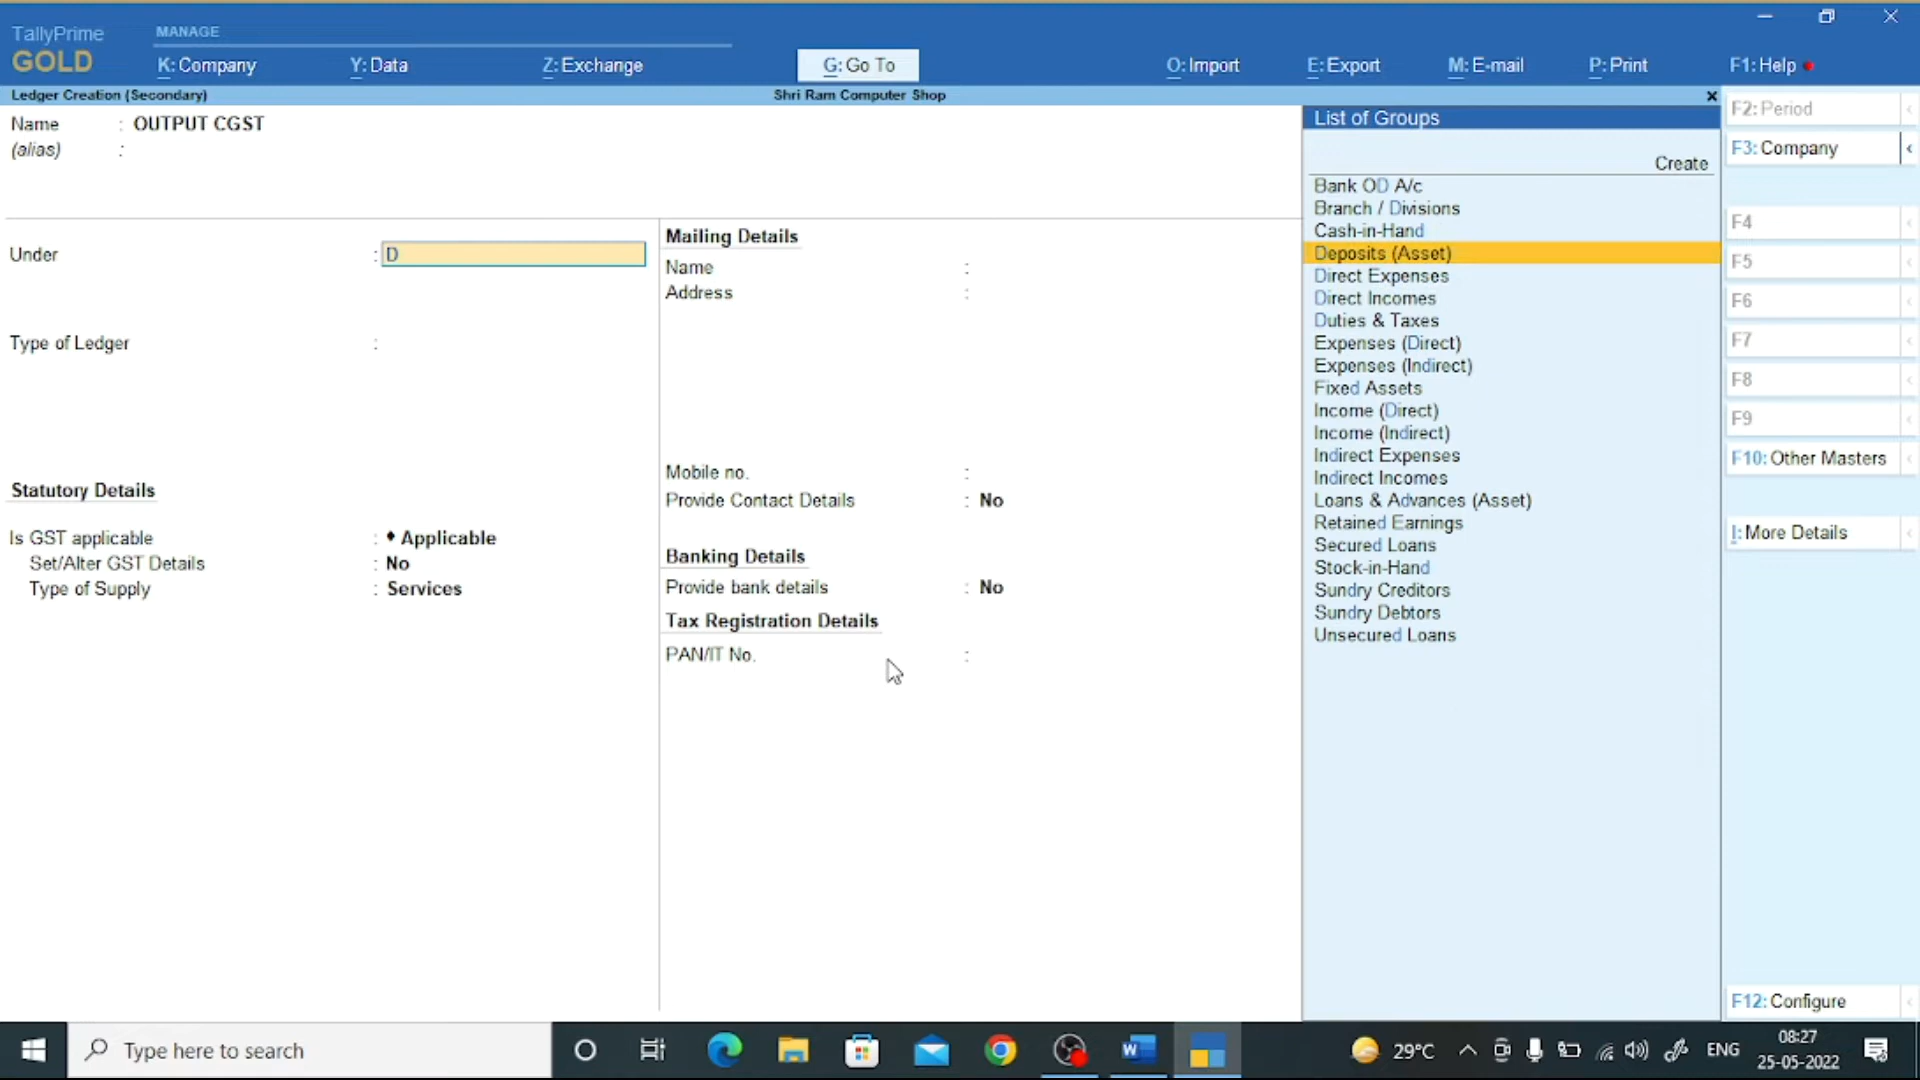 TallyPrime
GOLD
MANAGE
K: Company
Y: Data
Z: Exchange
G: Go To
O: Import
E: Export
M: E-mail
P: Print
F1: Help
Ledger Creation (Secondary)
Shri Ram Computer Shop
Name : OUTPUT CGST
(alias) :
Under : D
Type of Ledger :
Statutory Details
Is GST applicable : ♦ Applicable
Set/Alter GST Details : No
Type of Supply : Services
Mailing Details
Name :
Address :
Mobile no. :
Provide Contact Details : No
Banking Details
Provide bank details : No
Tax Registration Details
PAN/IT No. :
List of Groups
Create
Bank OD A/c
Branch / Divisions
Cash-in-Hand
Deposits (Asset)
Direct Expenses
Direct Incomes
Duties & Taxes
Expenses (Direct)
Expenses (Indirect)
Fixed Assets
Income (Direct)
Income (Indirect)
Indirect Expenses
Indirect Incomes
Loans & Advances (Asset)
Retained Earnings
Secured Loans
Stock-in-Hand
Sundry Creditors
Sundry Debtors
Unsecured Loans
F2: Period
F3: Company
F4
F5
F6
F7
F8
F9
F10: Other Masters
I: More Details
F12: Configure
Type here to search
29°C
ENG
08:27
25-05-2022